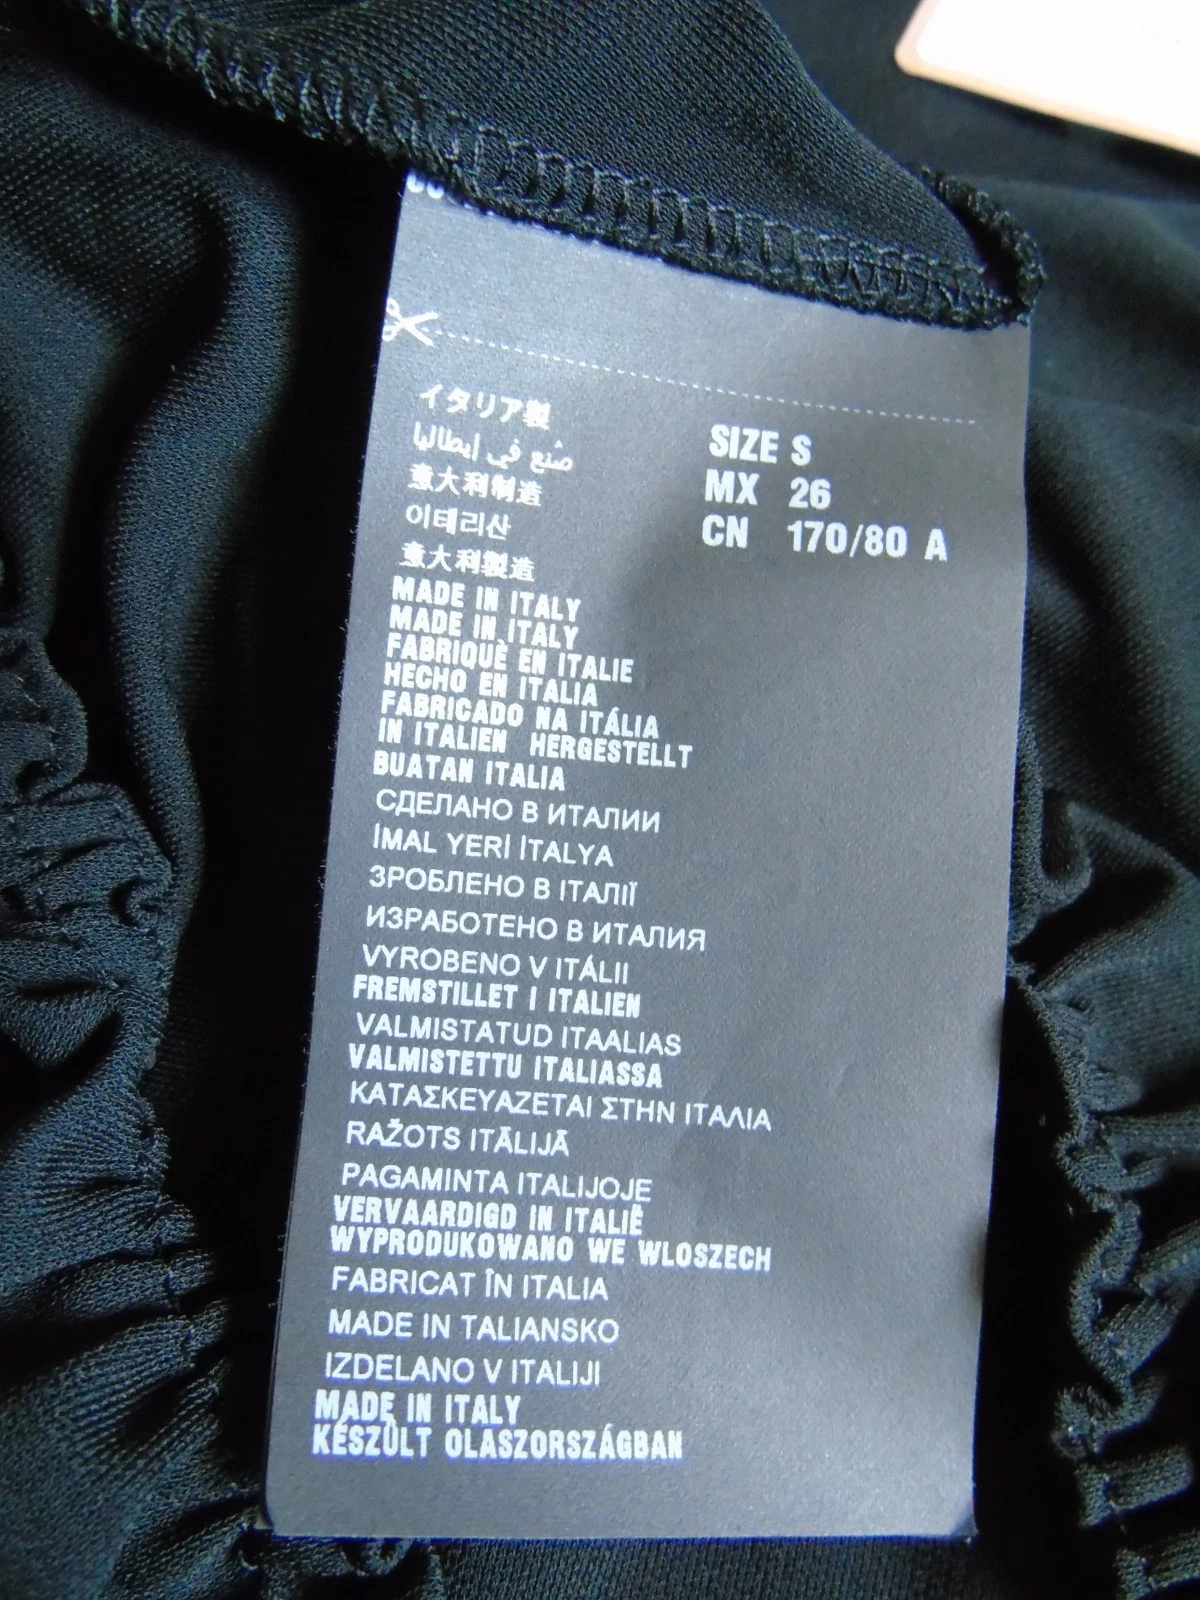 イタリア製
صُنع في إيطاليا
意大利制造
이태리산
意大利製造
MADE IN ITALY
MADE IN ITALY
FABRIQUÈ EN ITALIE
HECHO EN ITALIA
FABRICADO NA ITÁLIA
IN ITALIEN HERGESTELLT
BUATAN ITALIA
СДЕЛАНО В ИТАЛИИ
İMAL YERİ İTALYA
ЗРОБЛЕНО В ІТАЛІЇ
ИЗРАБОТЕНО В ИТАЛИЯ
VYROBENO V ITÁLII
FREMSTILLET I ITALIEN
VALMISTATUD ITAALIAS
VALMISTETTU ITALIASSA
ΚΑΤΑΣΚΕΥΑΖΕΤΑΙ ΣΤΗΝ ΙΤΑΛΙΑ
RAŽOTS ITĀLIJĀ
PAGAMINTA ITALIJOJE
VERVAARDIGD IN ITALIË
WYPRODUKOWANO WE WLOSZECH
FABRICAT ÎN ITALIA
MADE IN TALIANSKO
IZDELANO V ITALIJI
MADE IN ITALY
KÉSZÜLT OLASZORSZÁGBAN
SIZE S
MX 26
CN 170/80 A